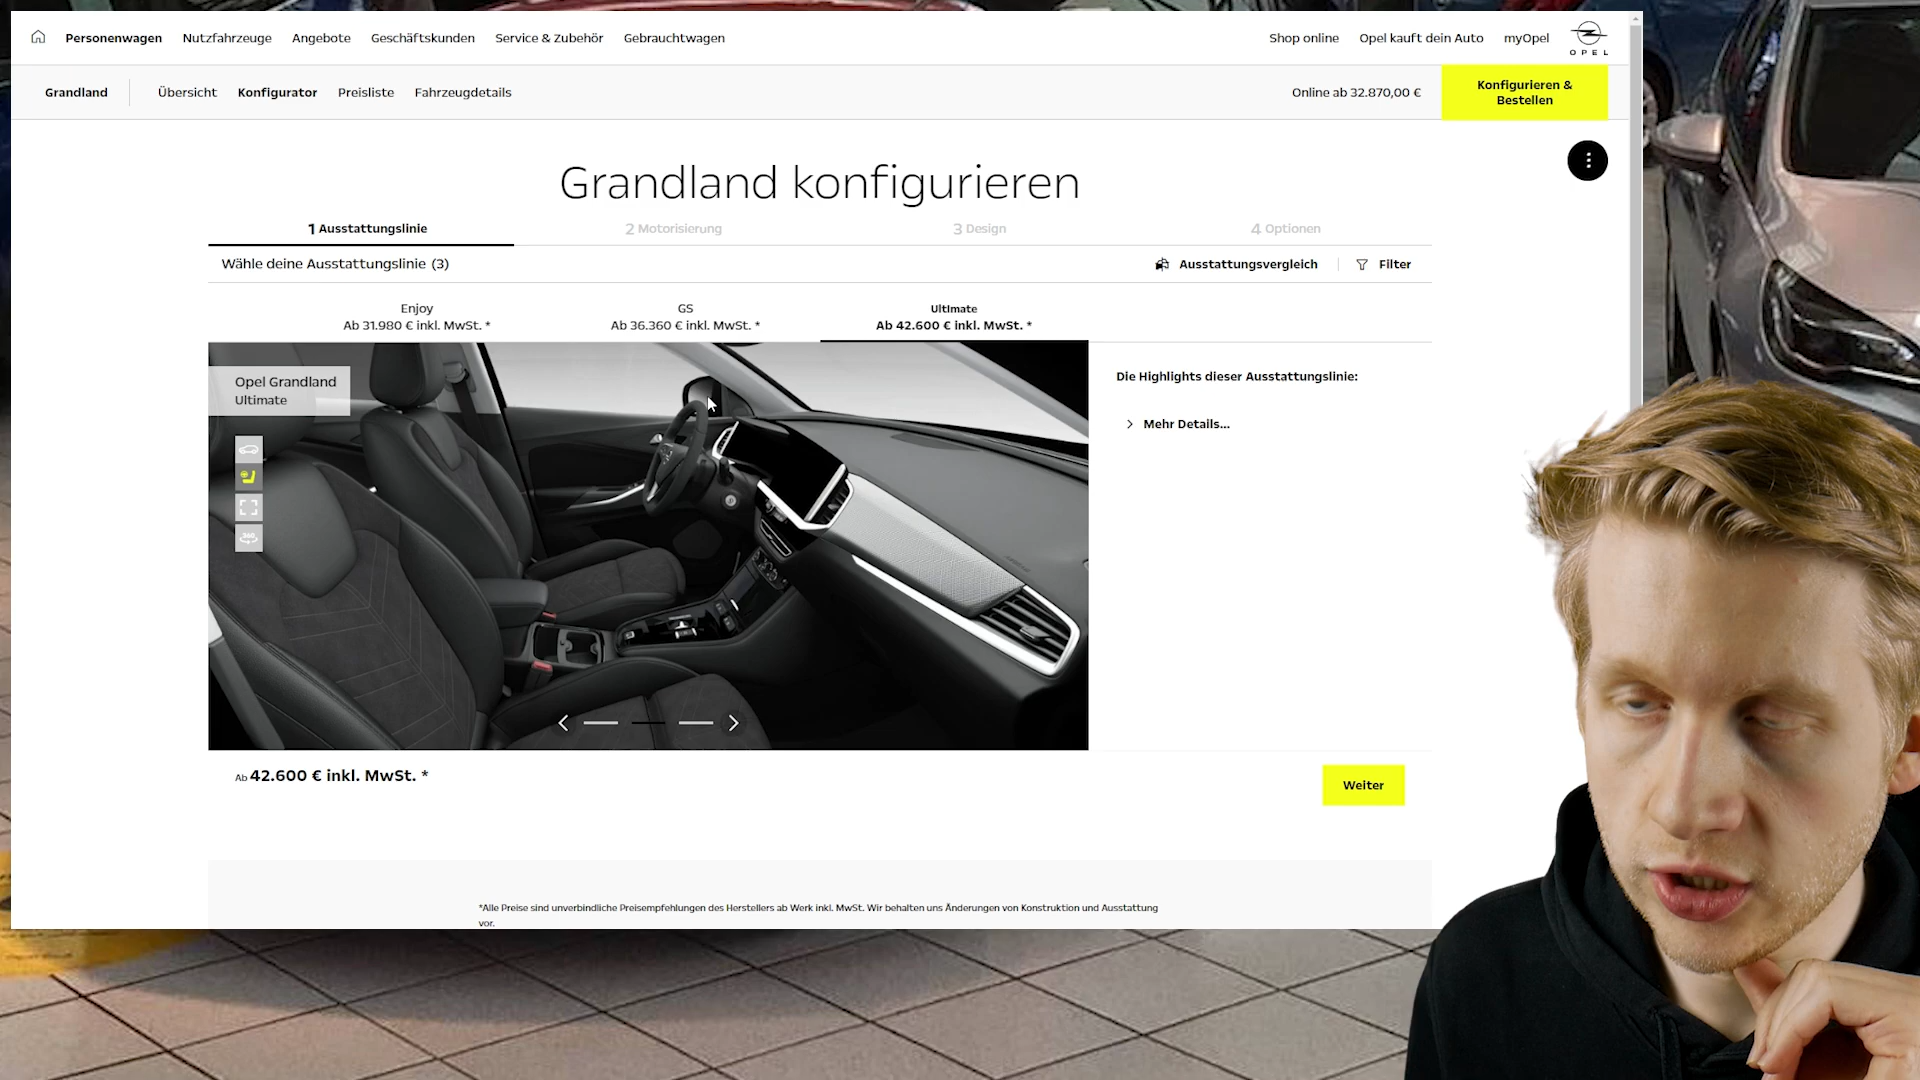 Personenwagen Nutzfahrzeuge Angebote Geschäftskunden Service & Zubehör Gebrauchtwagen Shop online Opel kauft dein Auto myOpel
OPEL
Grandland Übersicht Konfigurator Preisliste Fahrzeugdetails Online ab 32.870,00 € Konfigurieren &
Bestellen
Grandland konfigurieren
1 Ausstattungslinie 2 Motorisierung 3 Design 4 Optionen
Wähle deine Ausstattungslinie (3) Ausstattungsvergleich Filter
Enjoy GS Ultimate
Ab 31.980 € inkl. MwSt. * Ab 36.360 € inkl. MwSt. * Ab 42.600 € inkl. MwSt. *
Opel Grandland
Ultimate
Die Highlights dieser Ausstattungslinie:
Mehr Details...
360
Ab 42.600 € inkl. MwSt. *
Weiter
*Alle Preise sind unverbindliche Preisempfehlungen des Herstellers ab Werk inkl. MwSt. Wir behalten uns Änderungen von Konstruktion und Ausstattung
vor.